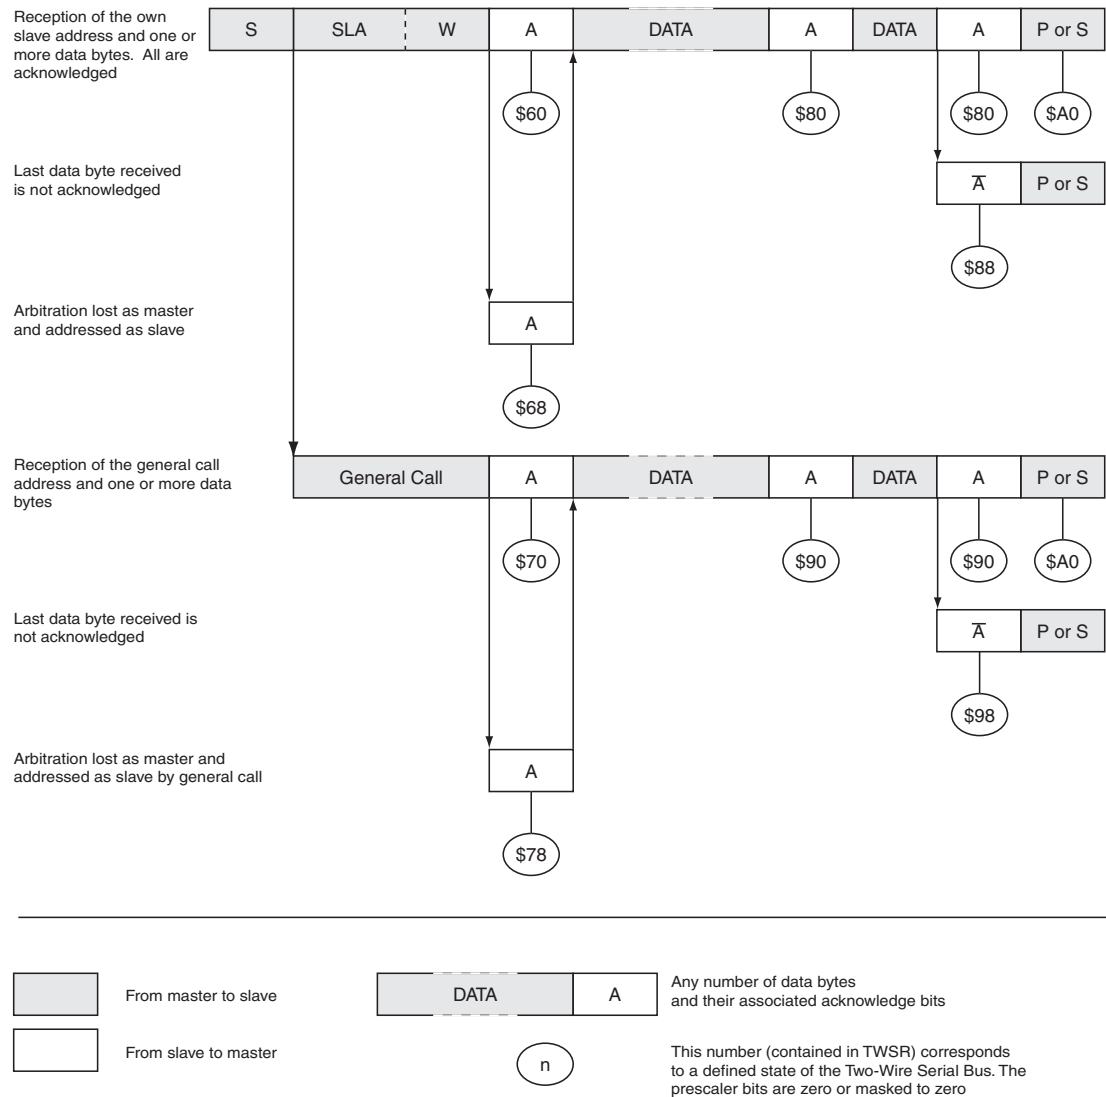 Reception of the own
slave address and one or
more data bytes.  All are
acknowledged
S SLA W A DATA A DATA A P or S
$60 $80 $80 $A0
Last data byte received
is not acknowledged
A̅ P or S
$88
Arbitration lost as master
and addressed as slave
A
$68
Reception of the general call
address and one or more data
bytes
General Call A DATA A DATA A P or S
$70 $90 $90 $A0
Last data byte received is
not acknowledged
A̅ P or S
$98
Arbitration lost as master and
addressed as slave by general call
A
$78
From master to slave
DATA A
Any number of data bytes
and their associated acknowledge bits
From slave to master
n
This number (contained in TWSR) corresponds
to a defined state of the Two-Wire Serial Bus. The
prescaler bits are zero or masked to zero